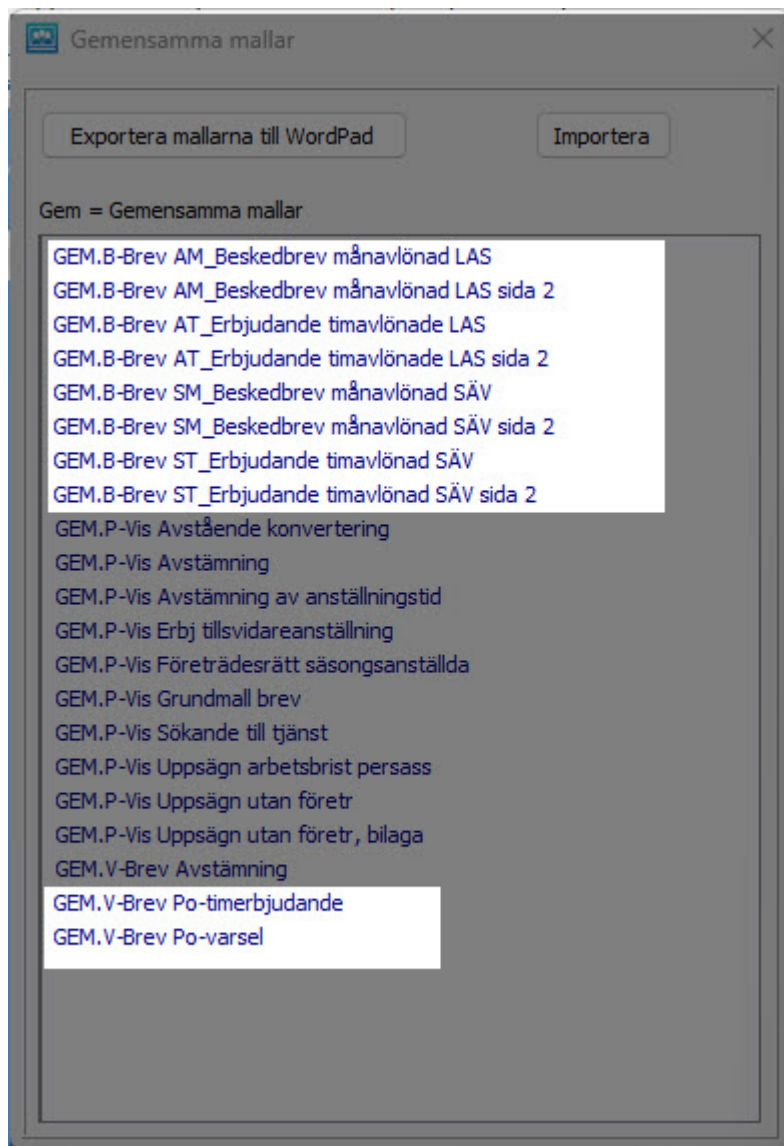 Gemensamma mallar
Exportera mallarna till WordPad
Importera
Gem = Gemensamma mallar
GEM.B-Brev AM_Beskedbrev månavlönad LAS
GEM.B-Brev AM_Beskedbrev månavlönad LAS sida 2
GEM.B-Brev AT_Erbjudande timavlönade LAS
GEM.B-Brev AT_Erbjudande timavlönade LAS sida 2
GEM.B-Brev SM_Beskedbrev månavlönad SÄV
GEM.B-Brev SM_Beskedbrev månavlönad SÄV sida 2
GEM.B-Brev ST_Erbjudande timavlönad SÄV
GEM.B-Brev ST_Erbjudande timavlönad SÄV sida 2
GEM.P-Vis Avstående konvertering
GEM.P-Vis Avstämning
GEM.P-Vis Avstämning av anställningstid
GEM.P-Vis Erbj tillsvidareanställning
GEM.P-Vis Företrädesrätt säsongsanställda
GEM.P-Vis Grundmall brev
GEM.P-Vis Sökande till tjänst
GEM.P-Vis Uppsägn arbetsbrist persass
GEM.P-Vis Uppsägn utan företr
GEM.P-Vis Uppsägn utan företr, bilaga
GEM.V-Brev Avstämning
GEM.V-Brev Po-timerbjudande
GEM.V-Brev Po-varsel